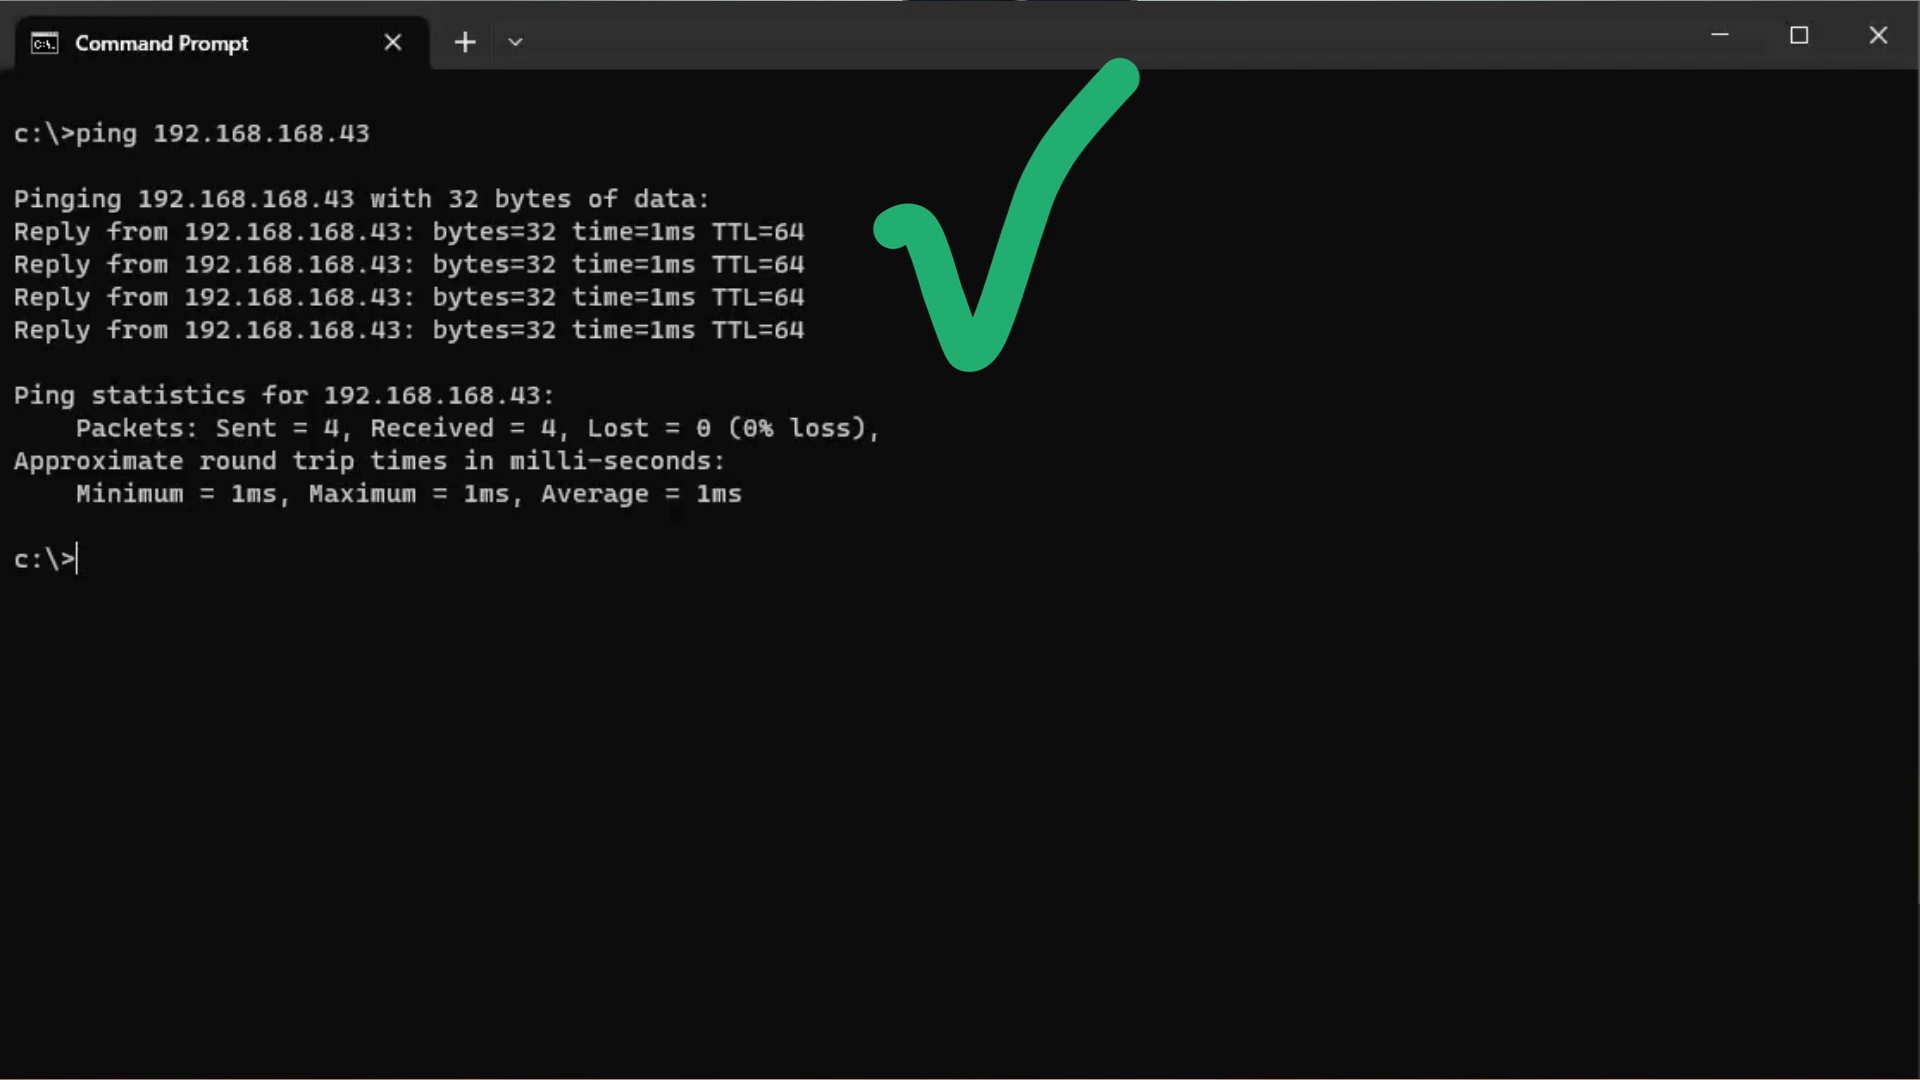 Command Prompt
c:\>ping 192.168.168.43
Pinging 192.168.168.43 with 32 bytes of data:
Reply from 192.168.168.43: bytes=32 time=1ms TTL=64
Reply from 192.168.168.43: bytes=32 time=1ms TTL=64
Reply from 192.168.168.43: bytes=32 time=1ms TTL=64
Reply from 192.168.168.43: bytes=32 time=1ms TTL=64
Ping statistics for 192.168.168.43:
    Packets: Sent = 4, Received = 4, Lost = 0 (0% loss),
Approximate round trip times in milli-seconds:
    Minimum = 1ms, Maximum = 1ms, Average = 1ms
c:\>